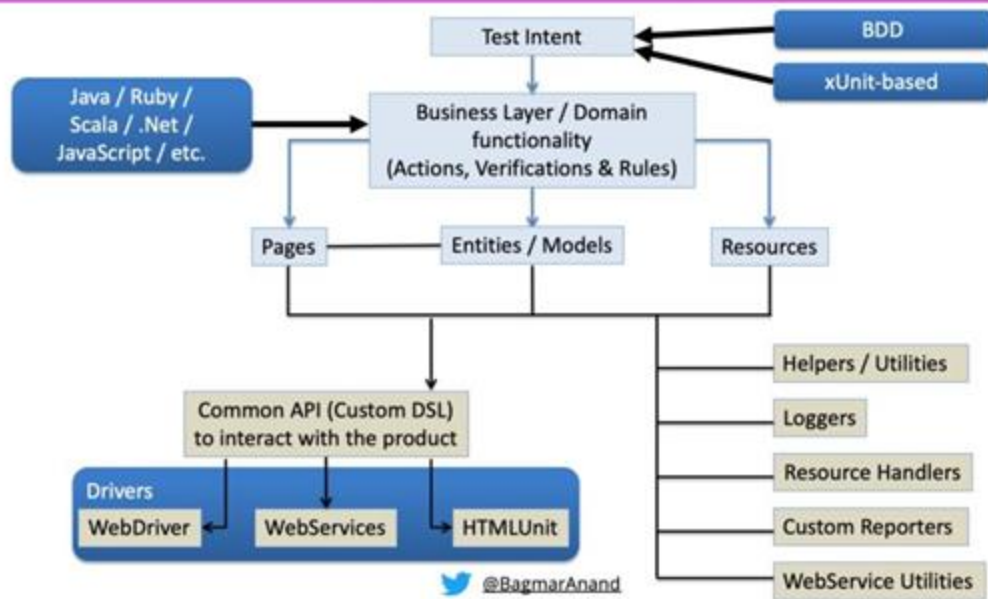 Test Intent
BDD
xUnit-based
Java / Ruby /
Scala / .Net /
JavaScript / etc.
Business Layer / Domain
functionality
(Actions, Verifications & Rules)
Pages
Entities / Models
Resources
Helpers / Utilities
Common API (Custom DSL)
to interact with the product
Loggers
Resource Handlers
Drivers
WebDriver
WebServices
HTMLUnit
Custom Reporters
WebService Utilities
@BagmarAnand